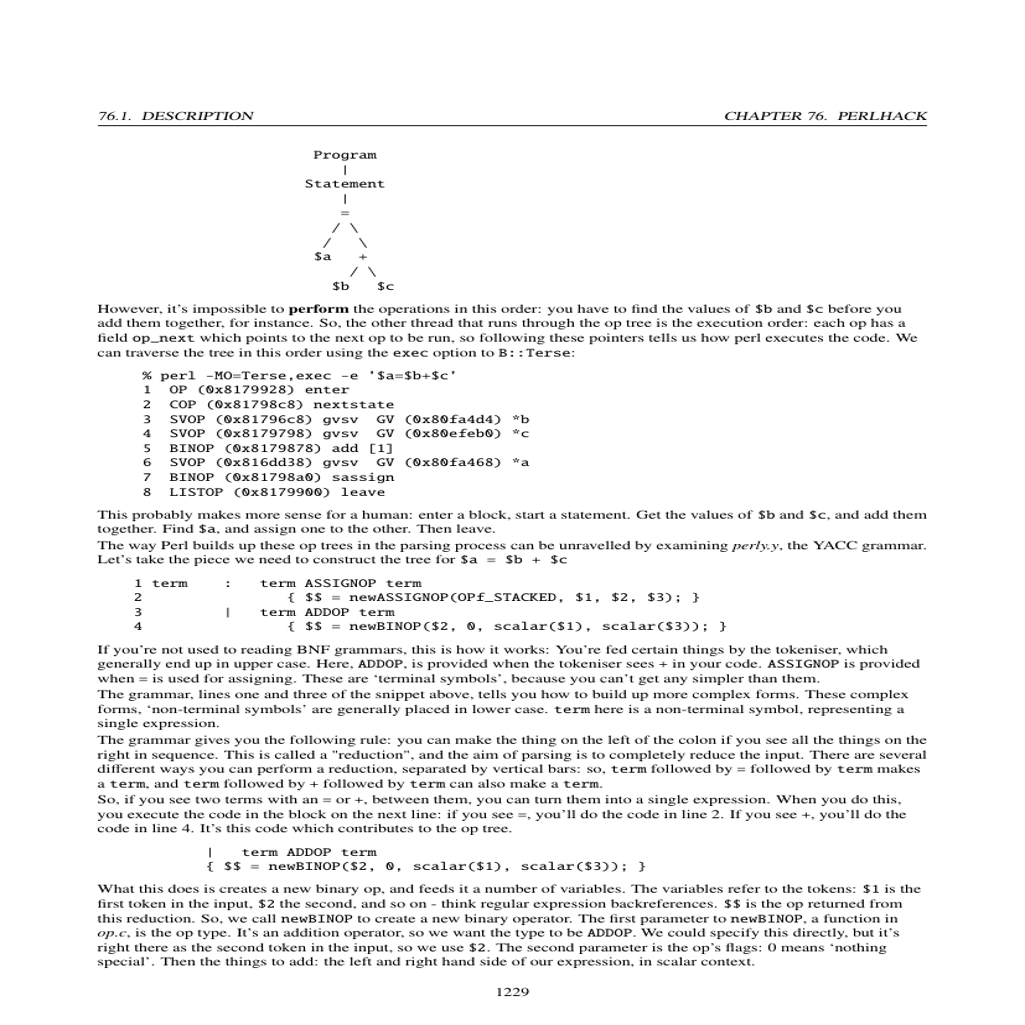 76.1. DESCRIPTION CHAPTER 76. PERLHACK
Program
|
Statement
|
=
/ \
/ \
$a +
/ \
$b $c
However, it's impossible to perform the operations in this order: you have to find the values of $b and $c before you
add them together, for instance. So, the other thread that runs through the op tree is the execution order: each op has a
field op_next which points to the next op to be run, so following these pointers tells us how perl executes the code. We
can traverse the tree in this order using the exec option to B::Terse:
% perl -MO=Terse,exec -e '$a=$b+$c'
1 OP (0x8179928) enter
2 COP (0x81798c8) nextstate
3 SVOP (0x81796c8) gvsv GV (0x80fa4d4) *b
4 SVOP (0x8179798) gvsv GV (0x80efeb0) *c
5 BINOP (0x8179878) add [1]
6 SVOP (0x816dd38) gvsv GV (0x80fa468) *a
7 BINOP (0x81798a0) sassign
8 LISTOP (0x8179900) leave
This probably makes more sense for a human: enter a block, start a statement. Get the values of $b and $c, and add them
together. Find $a, and assign one to the other. Then leave.
The way Perl builds up these op trees in the parsing process can be unravelled by examining perly.y, the YACC grammar.
Let's take the piece we need to construct the tree for $a = $b + $c
1 term : term ASSIGNOP term
2 { $$ = newASSIGNOP(OPf_STACKED, $1, $2, $3); }
3 | term ADDOP term
4 { $$ = newBINOP($2, 0, scalar($1), scalar($3)); }
If you're not used to reading BNF grammars, this is how it works: You're fed certain things by the tokeniser, which
generally end up in upper case. Here, ADDOP, is provided when the tokeniser sees + in your code. ASSIGNOP is provided
when = is used for assigning. These are 'terminal symbols', because you can't get any simpler than them.
The grammar, lines one and three of the snippet above, tells you how to build up more complex forms. These complex
forms, 'non-terminal symbols' are generally placed in lower case. term here is a non-terminal symbol, representing a
single expression.
The grammar gives you the following rule: you can make the thing on the left of the colon if you see all the things on the
right in sequence. This is called a "reduction", and the aim of parsing is to completely reduce the input. There are several
different ways you can perform a reduction, separated by vertical bars: so, term followed by = followed by term makes
a term, and term followed by + followed by term can also make a term.
So, if you see two terms with an = or +, between them, you can turn them into a single expression. When you do this,
you execute the code in the block on the next line: if you see =, you'll do the code in line 2. If you see +, you'll do the
code in line 4. It's this code which contributes to the op tree.
| term ADDOP term
{ $$ = newBINOP($2, 0, scalar($1), scalar($3)); }
What this does is creates a new binary op, and feeds it a number of variables. The variables refer to the tokens: $1 is the
first token in the input, $2 the second, and so on - think regular expression backreferences. $$ is the op returned from
this reduction. So, we call newBINOP to create a new binary operator. The first parameter to newBINOP, a function in
op.c, is the op type. It's an addition operator, so we want the type to be ADDOP. We could specify this directly, but it's
right there as the second token in the input, so we use $2. The second parameter is the op's flags: 0 means 'nothing
special'. Then the things to add: the left and right hand side of our expression, in scalar context.
1229